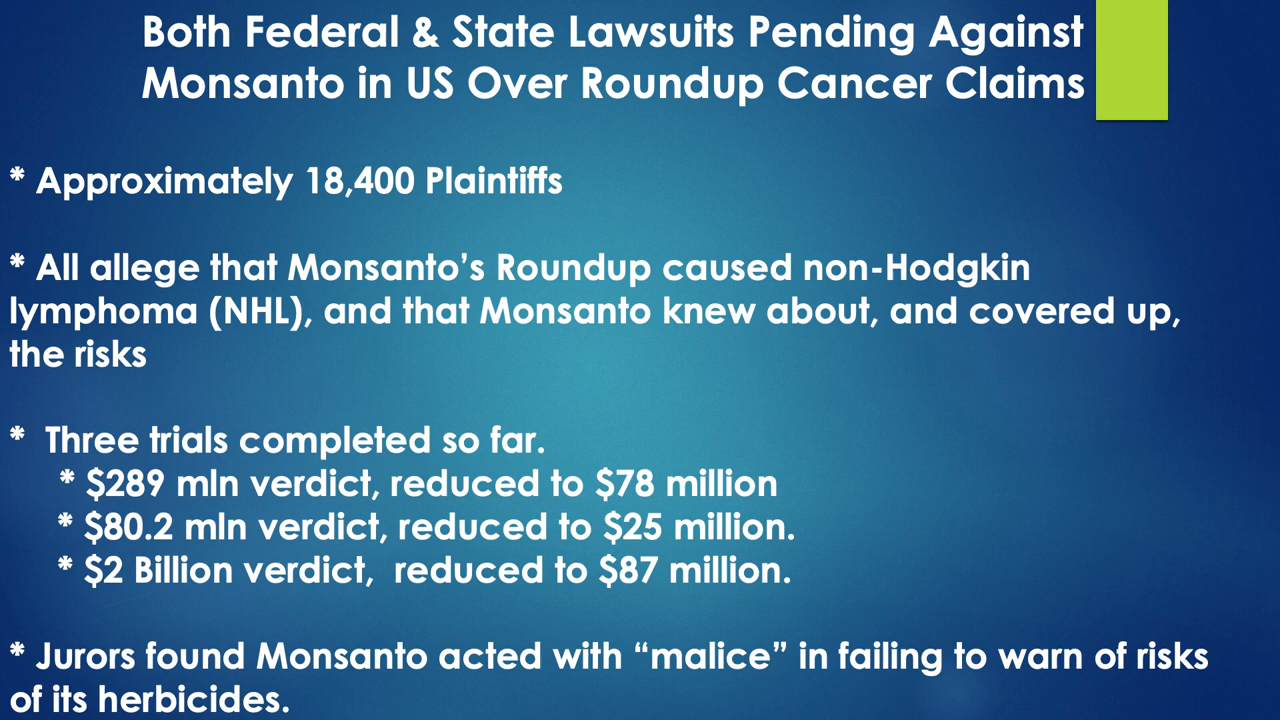 Both Federal & State Lawsuits Pending Against
Monsanto in US Over Roundup Cancer Claims
* Approximately 18,400 Plaintiffs
* All allege that Monsanto’s Roundup caused non-Hodgkin
lymphoma (NHL), and that Monsanto knew about, and covered up,
the risks
*  Three trials completed so far.
* $289 mln verdict, reduced to $78 million
* $80.2 mln verdict, reduced to $25 million.
* $2 Billion verdict,  reduced to $87 million.
* Jurors found Monsanto acted with “malice” in failing to warn of risks
of its herbicides.